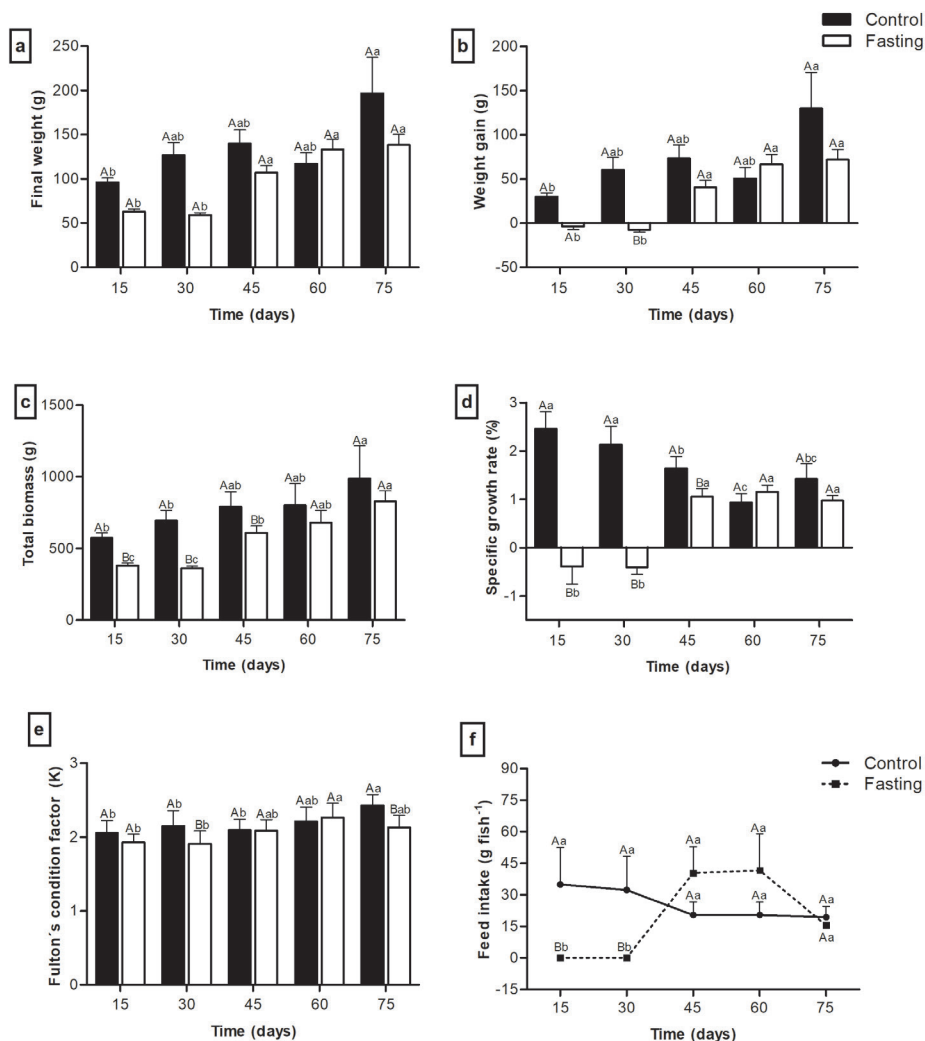 Control
Fasting
a
Final weight (g)
250
200
150
100
50
0
Ab
Ab
Aab
Ab
Aab
Aa
Aab
Aa
Aa
Aa
15
30
45
60
75
Time (days)
b
Weight gain (g)
150
100
50
0
-50
Ab
Ab
Aab
Bb
Aab
Aa
Aab
Aa
Aa
Aa
15
30
45
60
75
Time (days)
c
Total biomass (g)
1500
1000
500
0
Ab
Bc
Ab
Bc
Aab
Bb
Aab
Aab
Aa
Aa
15
30
45
60
75
Time (days)
d
Specific growth rate (%)
3
2
1
0
-1
Aa
Bb
Aa
Bb
Ab
Ba
Ac
Aa
Abc
Aa
15
30
45
60
75
Time (days)
e
Fulton´s condition factor (K)
3
2
1
0
Ab
Ab
Ab
Bb
Ab
Aab
Aab
Aa
Aa
Bab
15
30
45
60
75
Time (days)
f
Control
Fasting
Feed intake (g fish⁻¹)
90
75
60
45
30
15
0
-15
Aa
Bb
Aa
Bb
Aa
Aa
Aa
Aa
Aa
Aa
15
30
45
60
75
Time (days)